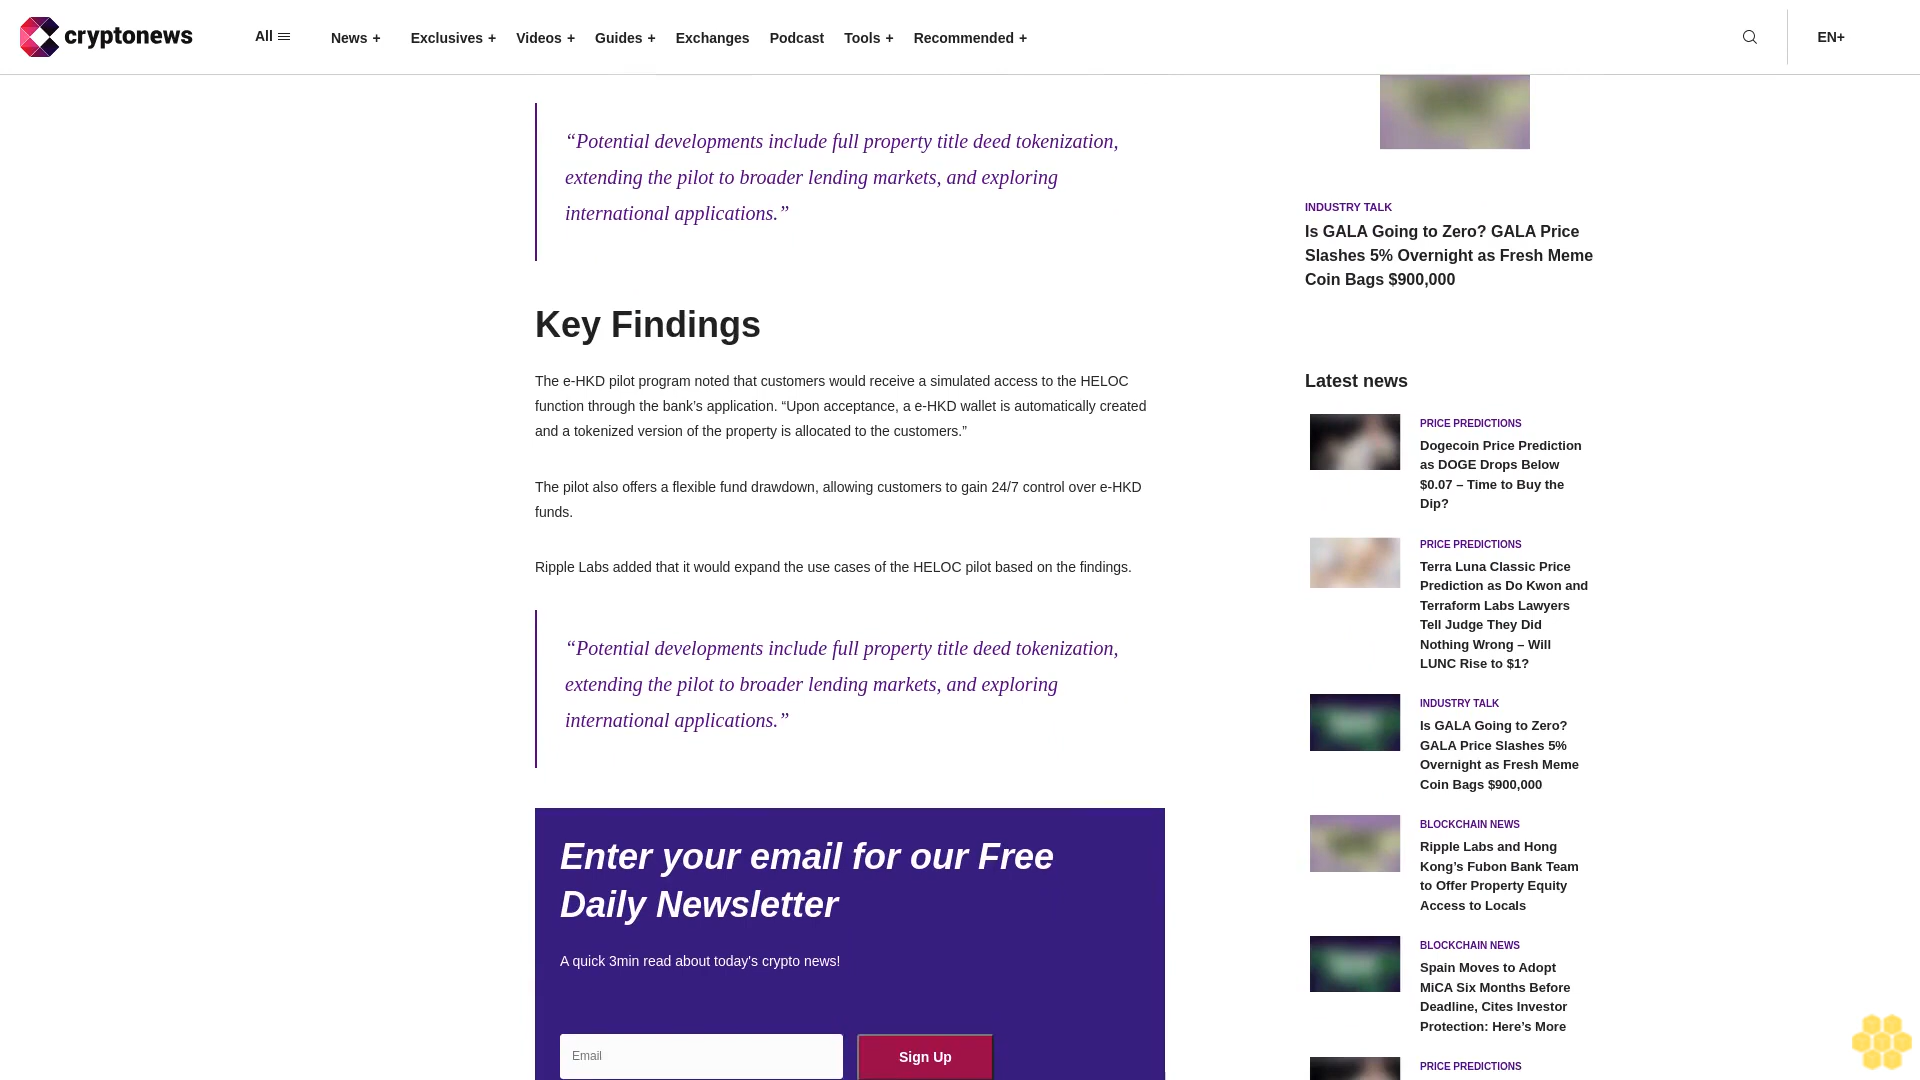 cryptonews
All
News +
Exclusives +
Videos +
Guides +
Exchanges
Podcast
Tools +
Recommended +
EN+
“Potential developments include full property title deed tokenization,
extending the pilot to broader lending markets, and exploring
international applications.”
Key Findings
The e-HKD pilot program noted that customers would receive a simulated access to the HELOC
function through the bank’s application. “Upon acceptance, a e-HKD wallet is automatically created
and a tokenized version of the property is allocated to the customers.”
The pilot also offers a flexible fund drawdown, allowing customers to gain 24/7 control over e-HKD
funds.
Ripple Labs added that it would expand the use cases of the HELOC pilot based on the findings.
“Potential developments include full property title deed tokenization,
extending the pilot to broader lending markets, and exploring
international applications.”
Enter your email for our Free
Daily Newsletter
A quick 3min read about today's crypto news!
Email
Sign Up
INDUSTRY TALK
Is GALA Going to Zero? GALA Price
Slashes 5% Overnight as Fresh Meme
Coin Bags $900,000
Latest news
PRICE PREDICTIONS
Dogecoin Price Prediction
as DOGE Drops Below
$0.07 – Time to Buy the
Dip?
PRICE PREDICTIONS
Terra Luna Classic Price
Prediction as Do Kwon and
Terraform Labs Lawyers
Tell Judge They Did
Nothing Wrong – Will
LUNC Rise to $1?
INDUSTRY TALK
Is GALA Going to Zero?
GALA Price Slashes 5%
Overnight as Fresh Meme
Coin Bags $900,000
BLOCKCHAIN NEWS
Ripple Labs and Hong
Kong’s Fubon Bank Team
to Offer Property Equity
Access to Locals
BLOCKCHAIN NEWS
Spain Moves to Adopt
MiCA Six Months Before
Deadline, Cites Investor
Protection: Here’s More
PRICE PREDICTIONS